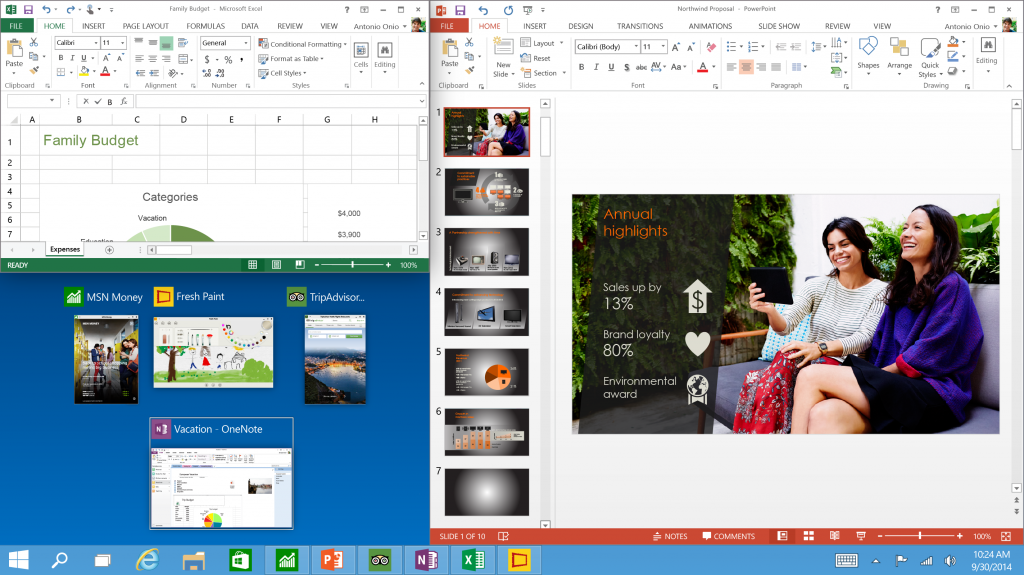 Family Budget - Microsoft Excel
FILE HOME INSERT PAGE LAYOUT FORMULAS DATA REVIEW VIEW Antonio Onio
Paste
Calibri 11
B I U
General
Conditional Formatting
Format as Table
Cell Styles
Cells
Editing
Clipboard Font Alignment Number Styles
A B C D E F G H
1 Family Budget
2
3
4 Categories
5 $4,000
6 Vacation
7 Education $3,900
Expenses
READY 100%
MSN Money
Fresh Paint
TripAdvisor...
Vacation - OneNote
Northwind Proposal - PowerPoint
FILE HOME INSERT DESIGN TRANSITIONS ANIMATIONS SLIDE SHOW REVIEW VIEW Antonio Onio
Paste
New
Slide
Layout
Reset
Section
Calibri (Body) 11
B I U S abc AV Aa A
Shapes
Arrange
Quick
Styles
Editing
Clipboard Slides Font Paragraph Drawing
1
2
3
4
5
6
7
Annual
highlights
Sales up by
13%
Brand loyalty
80%
Environmental
award
SLIDE 1 OF 10 NOTES COMMENTS 100%
10:24 AM
9/30/2014